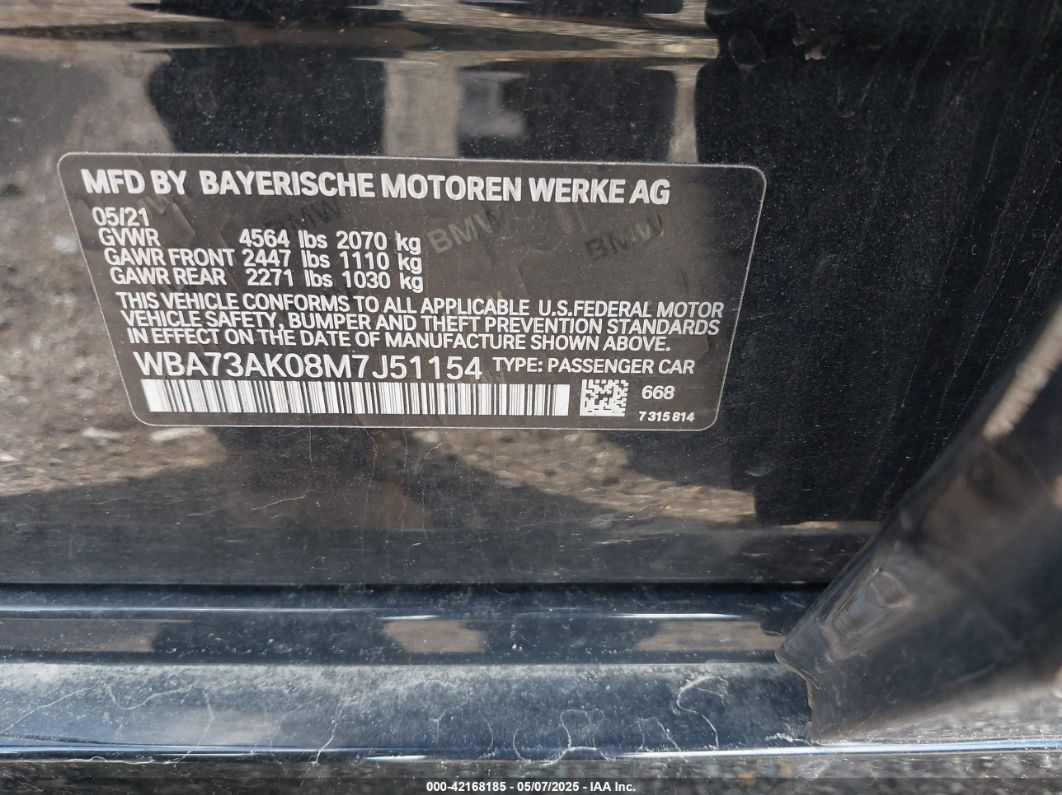 MFD BY BAYERISCHE MOTOREN WERKE AG
05/21
GVWR 4564 lbs 2070 kg
GAWR FRONT 2447 lbs 1110 kg
GAWR REAR 2271 lbs 1030 kg
THIS VEHICLE CONFORMS TO ALL APPLICABLE U.S.FEDERAL MOTOR
VEHICLE SAFETY, BUMPER AND THEFT PREVENTION STANDARDS
IN EFFECT ON THE DATE OF MANUFACTURE SHOWN ABOVE.
WBA73AK08M7J51154 TYPE: PASSENGER CAR
668
7 315 814
BMW
BMW
BMW
000-42168185 - 05/07/2025 - IAA Inc.